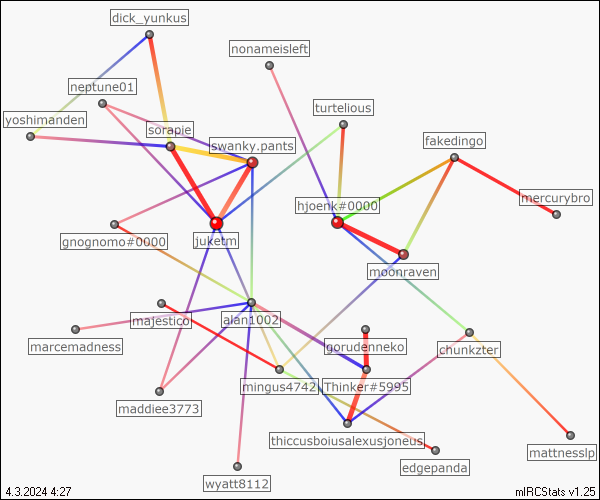 dick_yunkus
nonameisleft
neptune01
turtelious
yoshimanden
sorapie
swanky.pants
fakedingo
mercurybro
hjoenk#0000
gnognomo#0000
juketm
moonraven
majestico
alan1002
marcemadness
gorudenneko
chunkzter
mingus4742
Thinker#5995
maddiee3773
thiccusboiusalexusjoneus
mattnesslp
edgepanda
wyatt8112
4.3.2024 4:27
mIRCStats v1.25